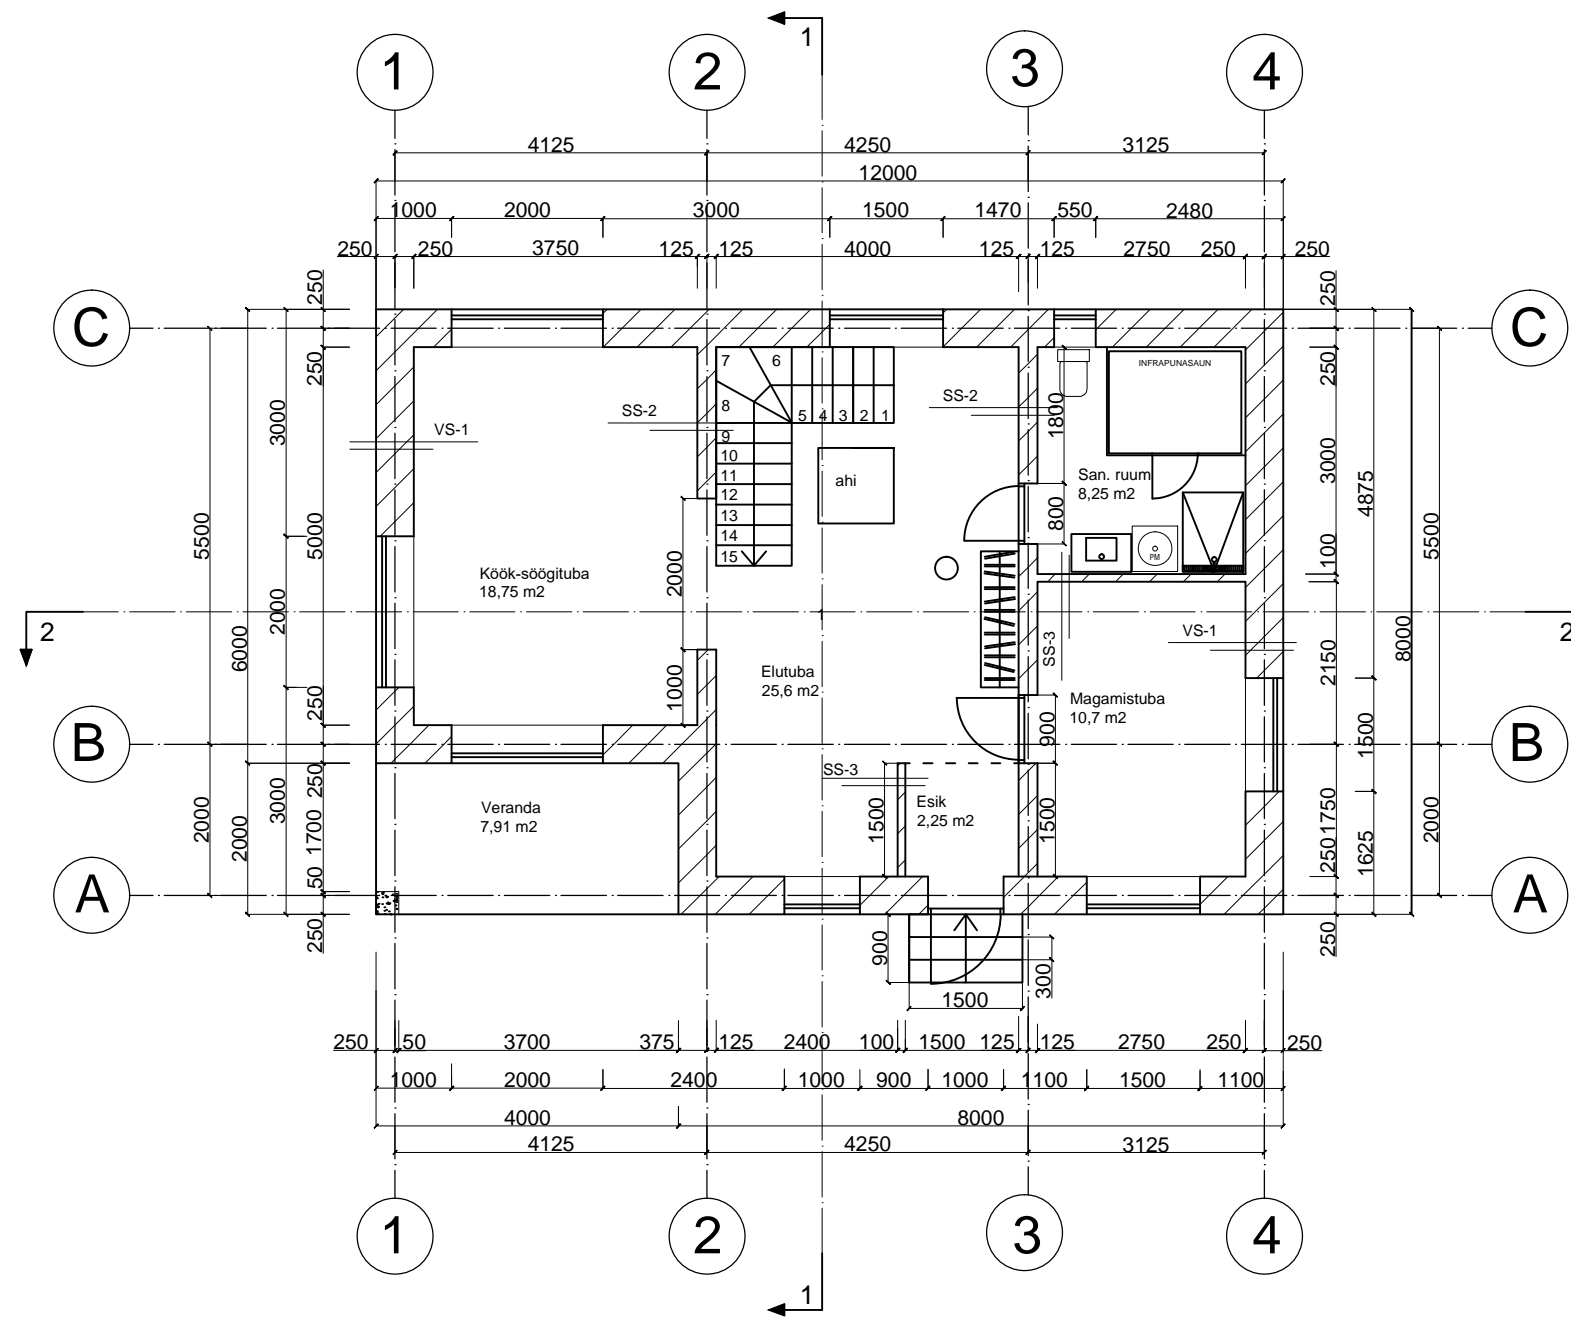 1
1 2 3 4
4125 4250 3125
12000
1000 2000 3000 1500 1470 550 2480
250 250 3750 125 125 4000 125 125 2750 250 250
250 250
C C
7 6
INFRAPUNASAUN
250 250
8 5 4 3 2 1
SS-2 SS-2
1800
3000
VS-1
9
10
11
12
13
14
15
ahi
San. ruum
8,25 m2
3000
4875
800
5500 5000 5500
100
PM
Köök-söögituba
18,75 m2
2000
2000
2 2
6000
SS-3
VS-1
2150
8000
Elutuba
25,6 m2
1000
250
Magamistuba
10,7 m2
900
1500
B B
SS-3
250
Veranda
7,91 m2
Esik
2,25 m2
2000 2000 3000 1700
1500 1500
1750
1625
2000
250
50
A A
250 250
900
300
1500
250 50 3700 375 125 2400 100 1500 125 125 2750 250 250
1000 2000 2400 1000 900 1000 1100 1500 1100
4000 8000
4125 4250 3125
1 2 3 4
1